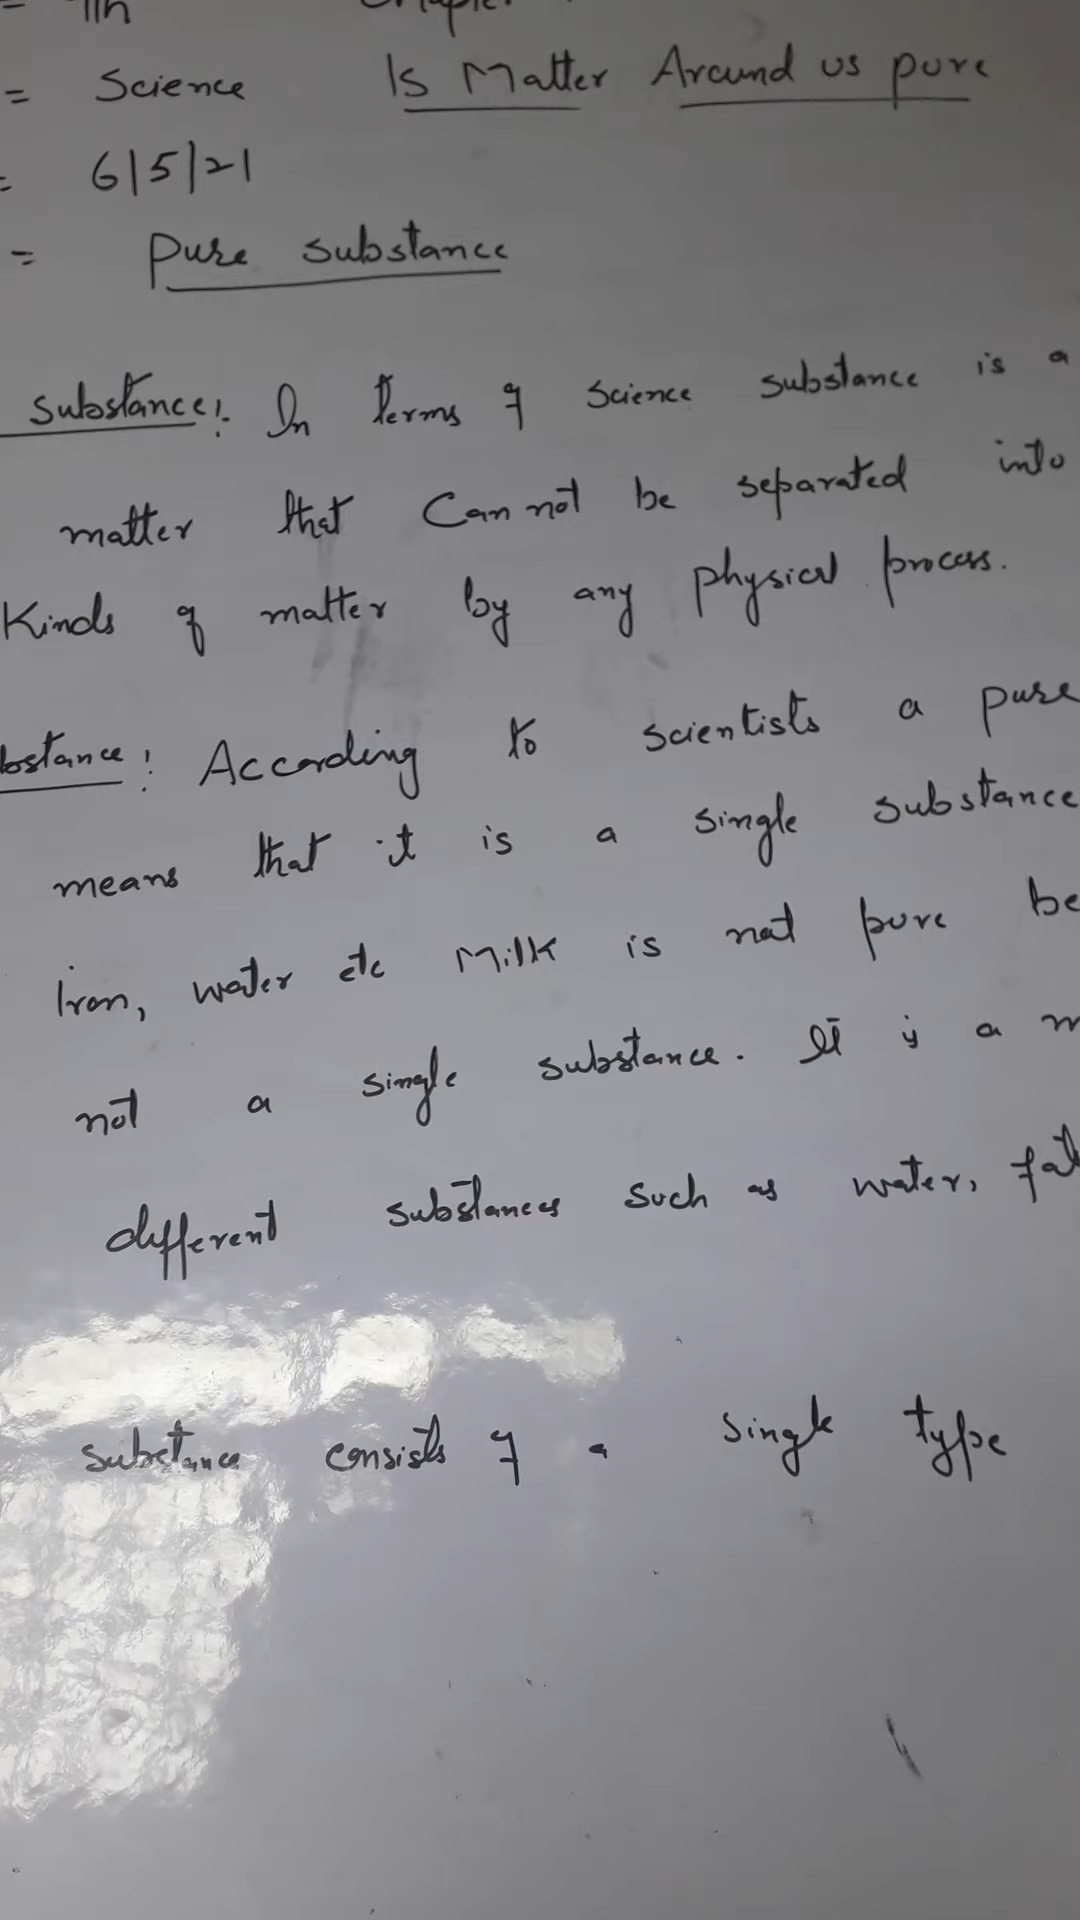 = Science Is Matter Around us pure
= 6/5/21
= Pure substance
substance: In terms of science substance is a
matter that Can not be separated into
Kinds of matter by any physical process.
bstance: According to scientists a pure
means that it is a single substance
Iron, water etc Milk is not pure be
not a single substance. It is a m
different substances such as water, fat
substance consists of a single type